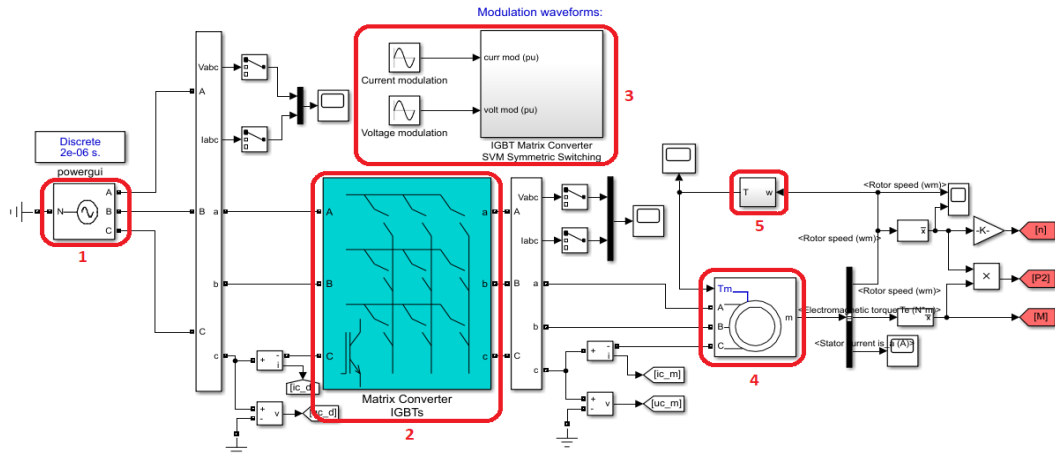 Modulation waveforms:
Vabc
A
Iabc
B
a
b
C
c
Discrete
2e-06 s.
powergui
N
A
B
C
1
Current modulation
Voltage modulation
curr mod (pu)
volt mod (pu)
IGBT Matrix Converter
SVM Symmetric Switching
3
A
B
C
a
b
c
Matrix Converter
IGBTs
2
+
-
i
[ic_d]
+
-
v
A
B
C
Vabc
Iabc
a
b
c
+
-
i
[ic_m]
+
-
v
[uc_m]
T
w
5
Tm
A
B
C
m
4
<Rotor speed (wm)>
<Rotor speed (wm)>
<Rotor speed (wm)>
<Electromagnetic torque Te (N*m)>
<Stator current is_a (A)>
x
-K-
[n]
×
[P2]
x
[M]